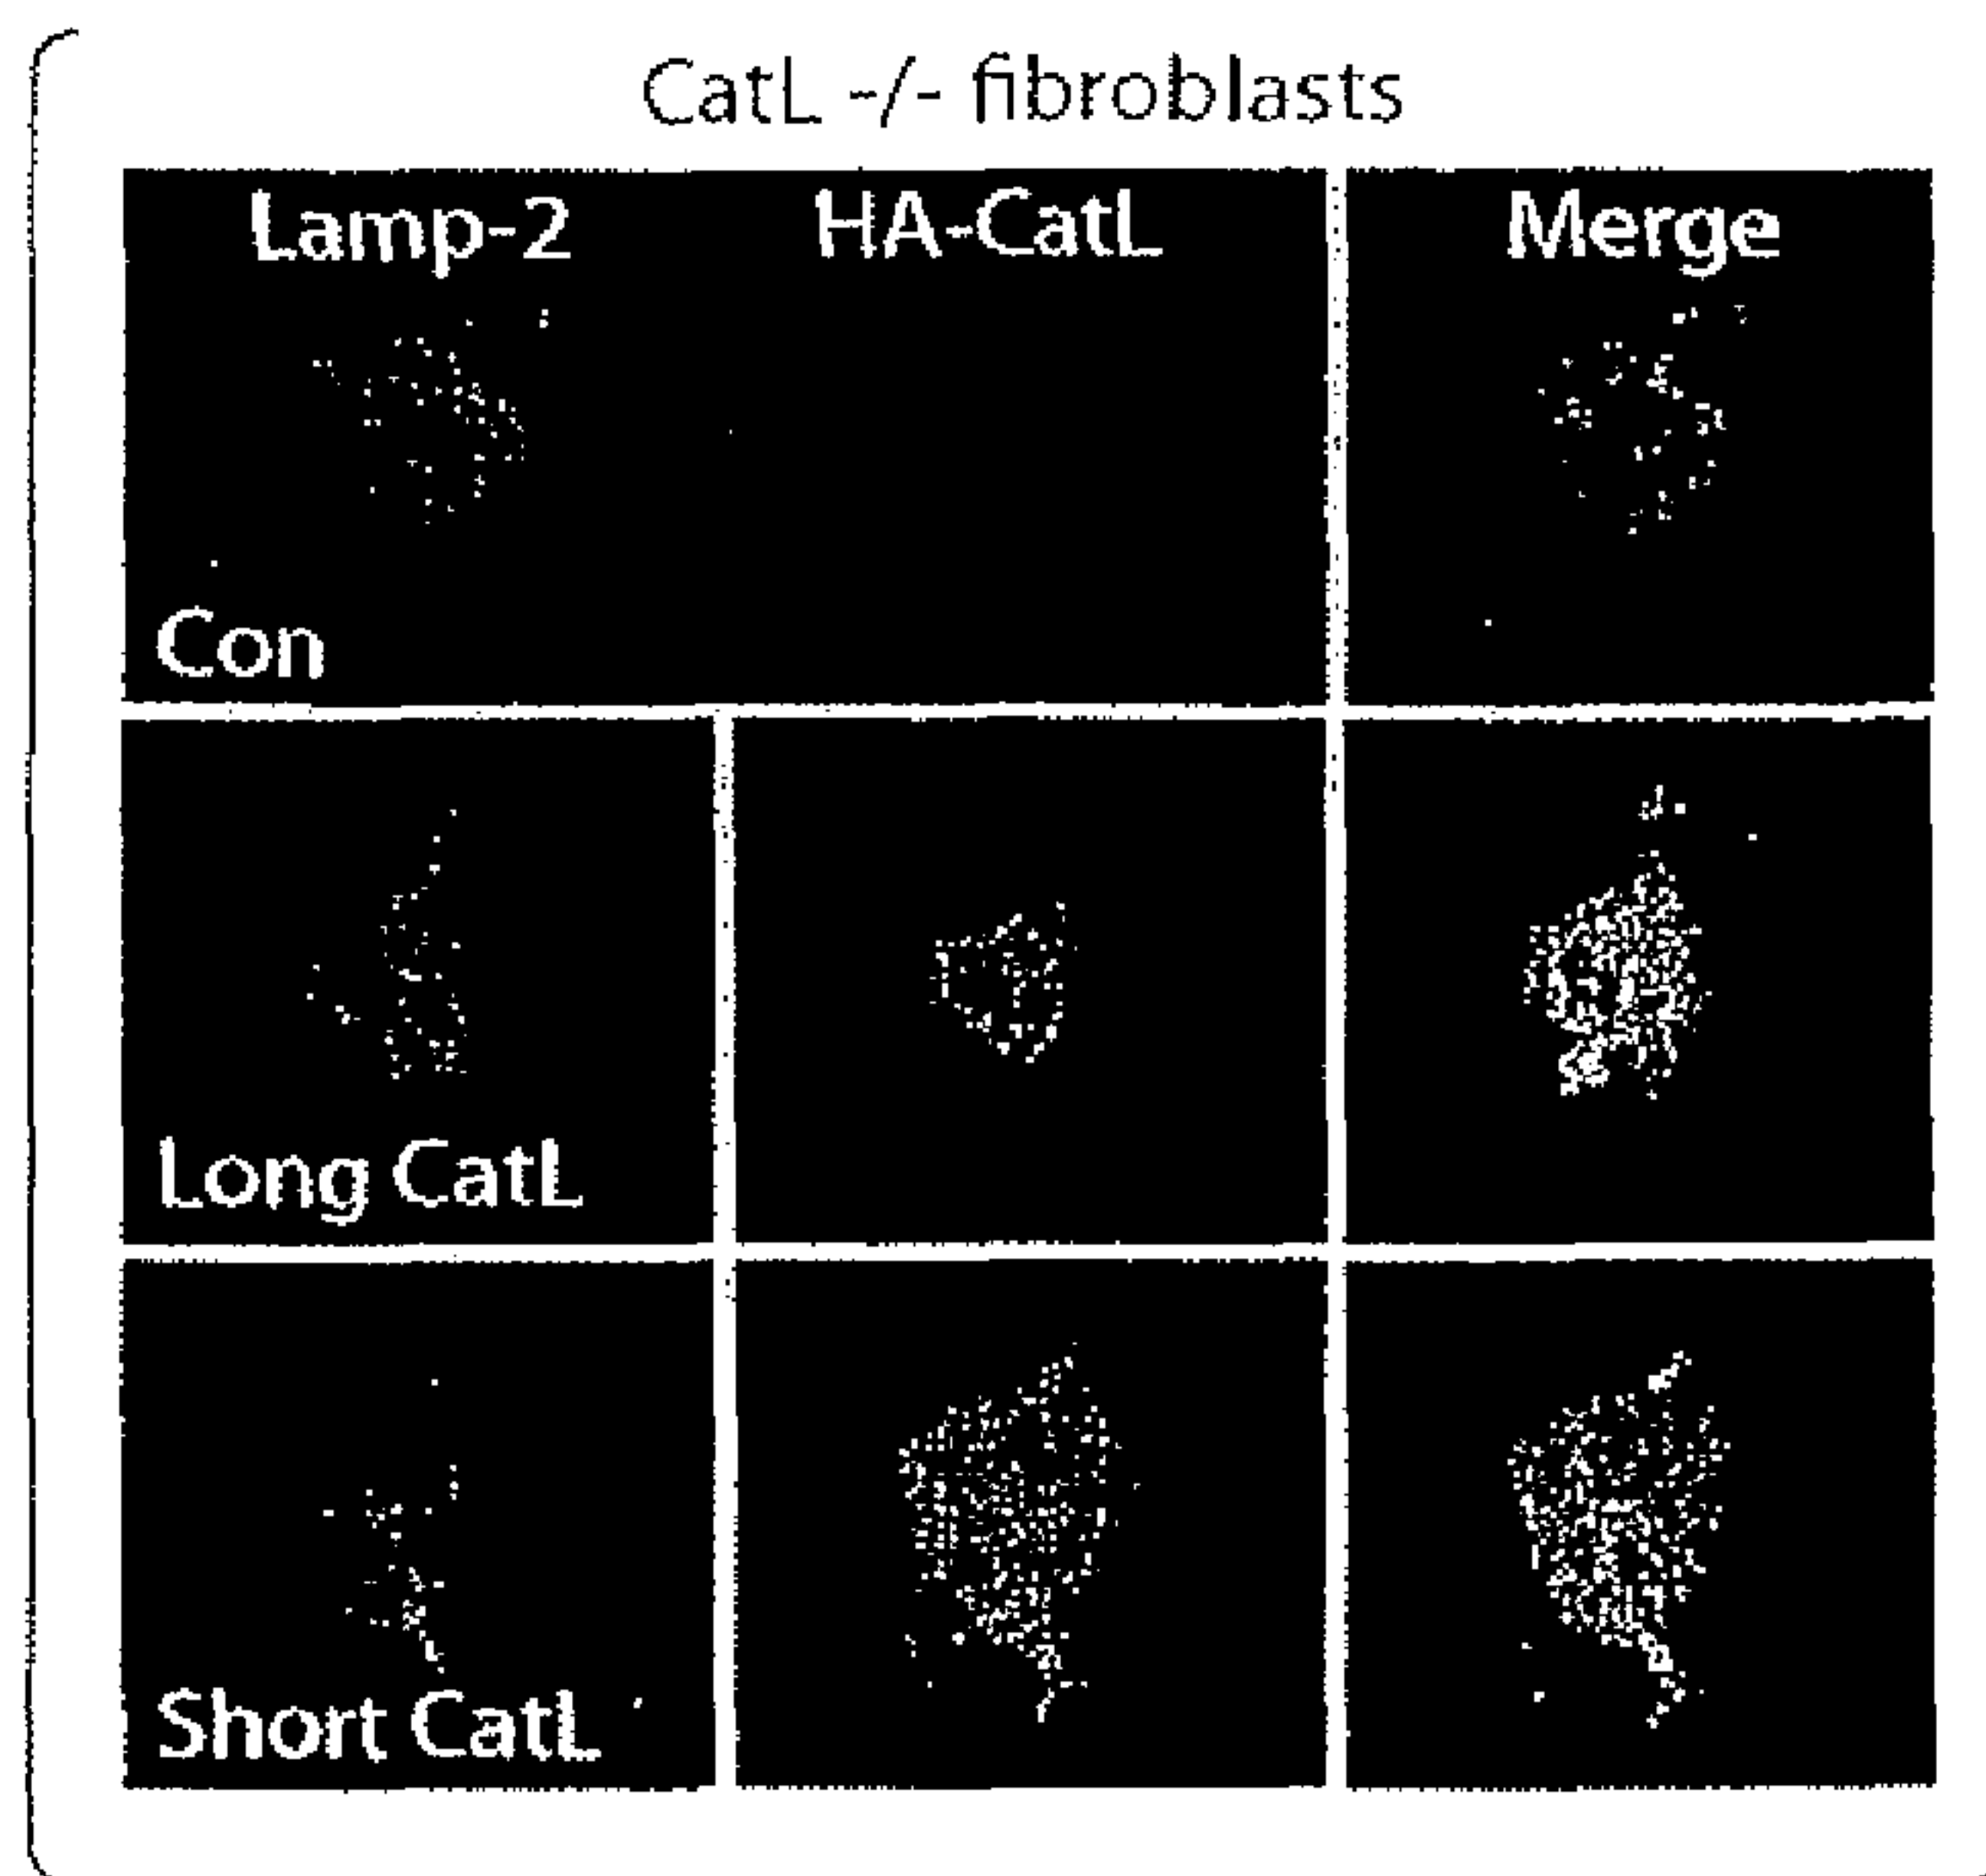 CatL -/- fibroblasts
Lamp-2 HA-CatL Merge
Con
Long CatL
Short CatL